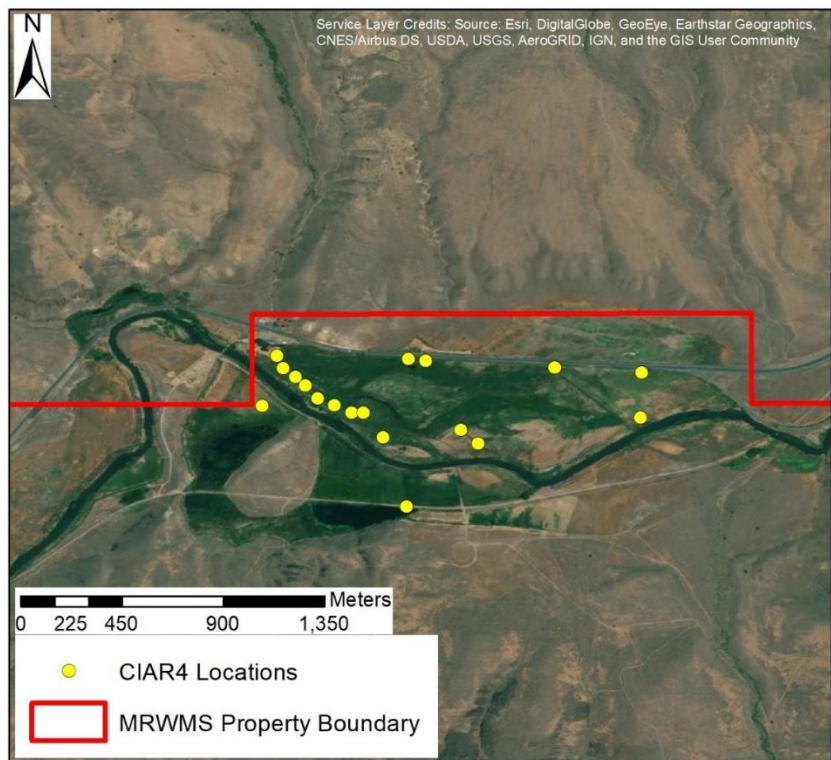 Service Layer Credits: Source: Esri, DigitalGlobe, GeoEye, Earthstar Geographics,
CNES/Airbus DS, USDA, USGS, AeroGRID, IGN, and the GIS User Community
N
Meters
0 225 450 900 1,350
CIAR4 Locations
MRWMS Property Boundary